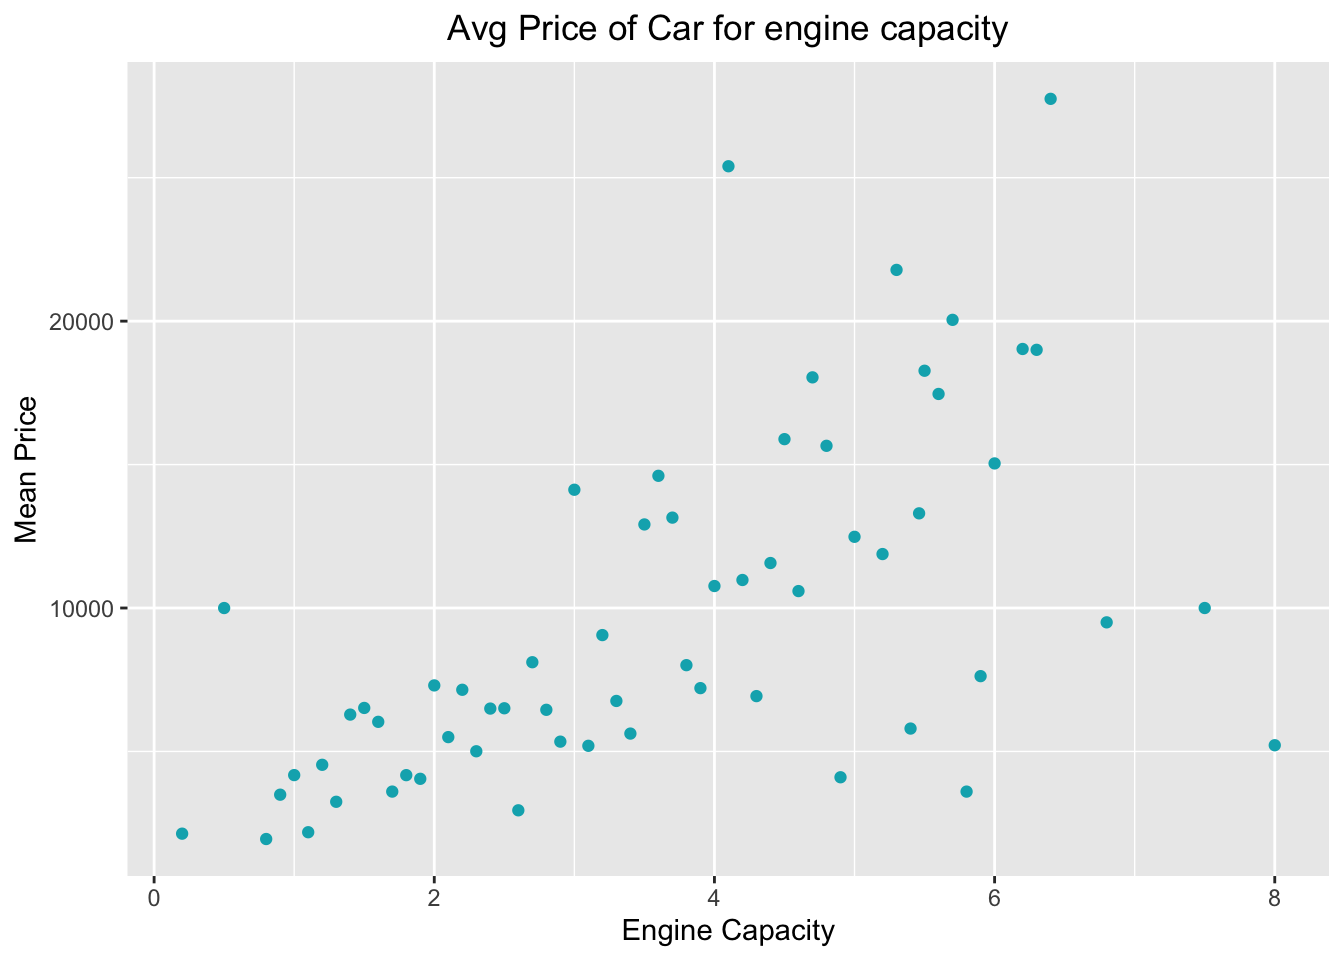 Avg Price of Car for engine capacity
Mean Price
20000
10000
0 2 4 6 8
Engine Capacity